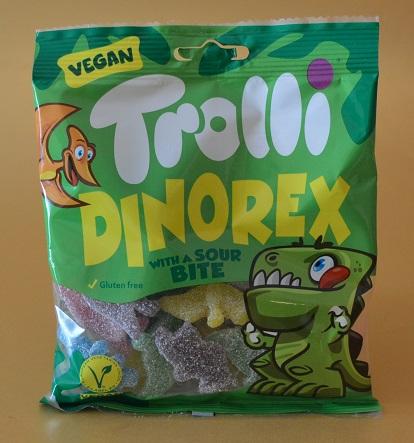 VEGAN
Trolli
DINOREX
WITH A SOUR
BITE
Gluten free
V